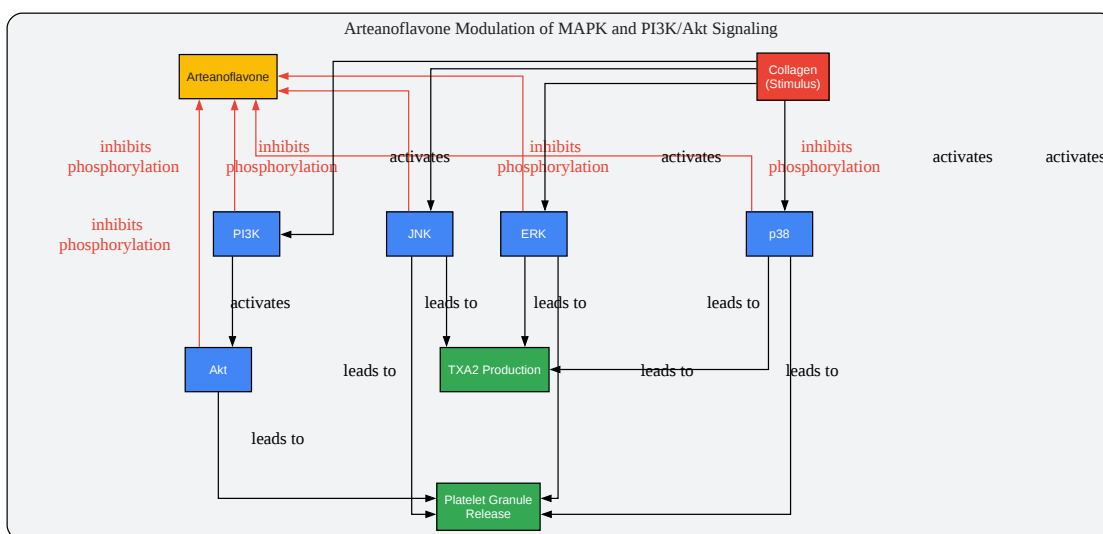 Arteanoflavone Modulation of MAPK and PI3K/Akt Signaling
Arteanoflavone
Collagen
(Stimulus)
inhibits
phosphorylation
inhibits
phosphorylation
activates
inhibits
phosphorylation
activates
inhibits
phosphorylation
activates
activates
inhibits
phosphorylation
PI3K
JNK
ERK
p38
activates
leads to
leads to
leads to
Akt
leads to
TXA2 Production
leads to
leads to
leads to
Platelet Granule
Release